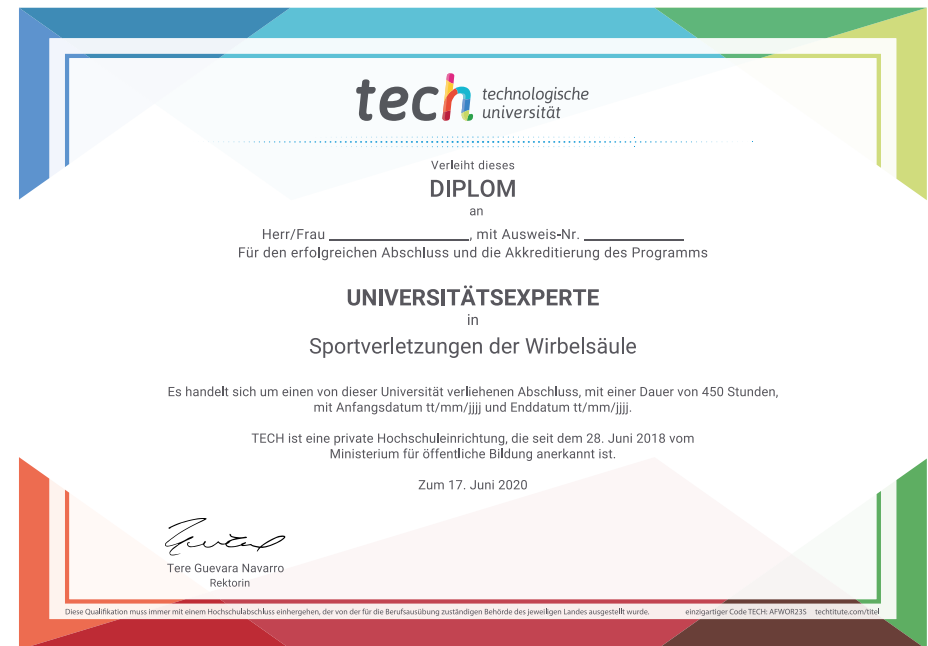 tech technologische
universität
Verleiht dieses
DIPLOM
an
Herr/Frau ____________, mit Ausweis-Nr. ____________
Für den erfolgreichen Abschluss und die Akkreditierung des Programms
UNIVERSITÄTSEXPERTE
in
Sportverletzungen der Wirbelsäule
Es handelt sich um einen von dieser Universität verliehenen Abschluss, mit einer Dauer von 450 Stunden,
mit Anfangsdatum tt/mm/jjjj und Enddatum tt/mm/jjjj.
TECH ist eine private Hochschuleinrichtung, die seit dem 28. Juni 2018 vom
Ministerium für öffentliche Bildung anerkannt ist.
Zum 17. Juni 2020
Tere Guevara Navarro
Rektorin
Diese Qualifikation muss immer mit einem Hochschulabschluss einhergehen, der von der für die Berufsausübung zuständigen Behörde des jeweiligen Landes ausgestellt wurde. einzigartiger Code TECH: AFWOR23S techtitute.com/titel